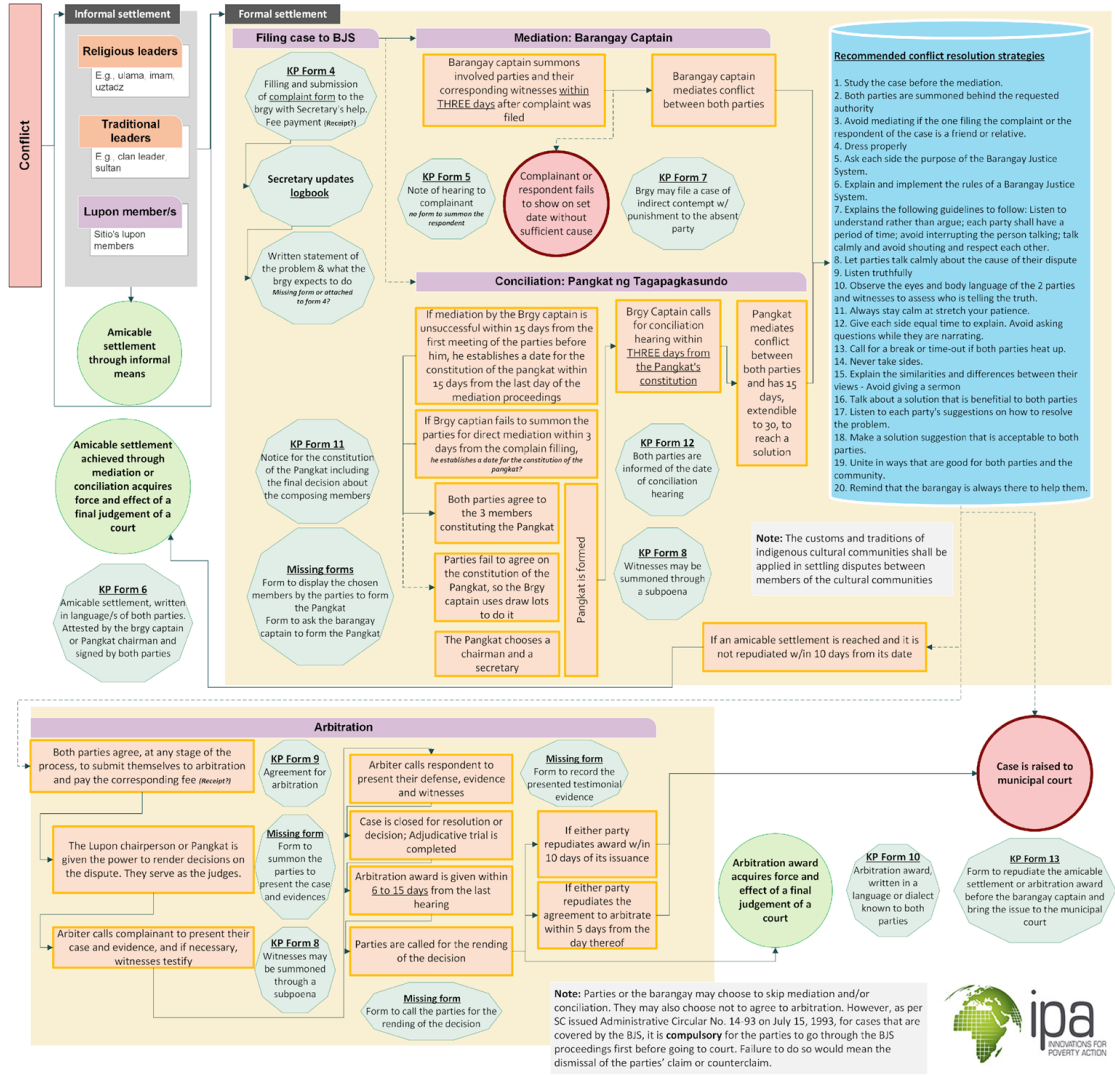 Conflict
Informal settlement
Religious leaders
E.g., ulama, imam,
uztadz
Traditional
leaders
E.g., clan leader,
sultan
Lupon member/s
Sitio's lupon
members
Amicable
settlement
through informal
means
Amicable settlement
achieved through
mediation or
conciliation acquires
force and effect of a
final judgement of a
court
KP Form 6
Amicable settlement, written
in language/s of both parties.
Attested by the brgy captain
or Pangkat chairman and
signed by both parties
Formal settlement
Filing case to BJS
KP Form 4
Filling and submission
of complaint form to the
brgy with Secretary's help.
Fee payment (Receipt?)
Secretary updates
logbook
Written statement of
the problem & what the
brgy expects to do
Missing form or attached
to form 4?
Mediation: Barangay Captain
Barangay captain summons
involved parties and their
corresponding witnesses within
THREE days after complaint was
filed
Barangay captain
mediates conflict
between both parties
KP Form 5
Note of hearing to
complainant
no form to summon the
respondent
Complainant or
respondent fails
to show on set
date without
sufficient cause
KP Form 7
Brgy may file a case of
indirect contempt w/
punishment to the absent
party
Conciliation: Pangkat ng Tagapagkasundo
If mediation by the Brgy captain is
unsuccessful within 15 days from the
first meeting of the parties before
him, he establishes a date for the
constitution of the pangkat within
15 days from the last day of the
mediation proceedings
If Brgy captian fails to summon the
parties for direct mediation within 3
days from the complain filing,
he establishes a date for the constitution of the
pangkat?
Brgy Captain calls
for conciliation
hearing within
THREE days from
the Pangkat's
constitution
Pangkat
mediates
conflict
between
both parties
and has 15
days,
extendible
to 30, to
reach a
solution
KP Form 11
Notice for the constitution
of the Pangkat including
the final decision about
the composing members
Missing forms
Form to display the chosen
members by the parties to form
the Pangkat
Form to ask the barangay
captain to form the Pangkat
Both parties agree to
the 3 members
constituting the Pangkat
Parties fail to agree on
the constitution of the
Pangkat, so the Brgy
captain uses draw lots
to do it
The Pangkat chooses a
chairman and a
secretary
Pangkat is formed
KP Form 12
Both parties are
informed of the date
of conciliation
hearing
KP Form 8
Witnesses may be
summoned through
a subpoena
Recommended conflict resolution strategies
1. Study the case before the mediation.
2. Both parties are summoned behind the requested
authority
3. Avoid mediating if the one filing the complaint or the
respondent of the case is a friend or relative.
4. Dress properly
5. Ask each side the purpose of the Barangay Justice
System.
6. Explain and implement the rules of a Barangay Justice
System.
7. Explains the following guidelines to follow: Listen to
understand rather than argue; each party shall have a
period of time; avoid interrupting the person talking; talk
calmly and avoid shouting and respect each other.
8. Let parties talk calmly about the cause of their dispute
9. Listen truthfully
10. Observe the eyes and body language of the 2 parties
and witnesses to assess who is telling the truth.
11. Always stay calm at stretch your patience.
12. Give each side equal time to explain. Avoid asking
questions while they are narrating.
13. Call for a break or time-out if both parties heat up.
14. Never take sides.
15. Explain the similarities and differences between their
views - Avoid giving a sermon
16. Talk about a solution that is benefitial to both parties
17. Listen to each party's suggestions on how to resolve
the problem.
18. Make a solution suggestion that is acceptable to both
parties.
19. Unite in ways that are good for both parties and the
community.
20. Remind that the barangay is always there to help them.
Note: The customs and traditions of
indigenous cultural communities shall be
applied in settling disputes between
members of the cultural communities
If an amicable settlement is reached and it is
not repudiated w/in 10 days from its date
Arbitration
Both parties agree, at any stage of the
process, to submit themselves to arbitration
and pay the corresponding fee (Receipt?)
KP Form 9
Agreement for
arbitration
The Lupon chairperson or Pangkat is
given the power to render decisions on
the dispute. They serve as the judges.
Missing form
Form to
summon the
parties to
present the case
and evidences
Arbiter calls complainant to present their
case and evidence, and if necessary,
witnesses testify
KP Form 8
Witnesses may
be summoned
through a
subpoena
Arbiter calls respondent to
present their defense, evidence
and witnesses
Case is closed for resolution or
decision; Adjudicative trial is
completed
Arbitration award is given within
6 to 15 days from the last
hearing
Parties are called for the rending
of the decision
Missing form
Form to call the parties for the
rending of the decision
Missing form
Form to record the
presented testimonial
evidence
If either party
repudiates award w/in
10 days of its issuance
If either party
repudiates the
agreement to arbitrate
within 5 days from the
day thereof
Case is raised to
municipal court
Arbitration award
acquires force and
effect of a final
judgement of a
court
KP Form 10
Arbitration award,
written in a
language or dialect
known to both
parties
KP Form 13
Form to repudiate the amicable
settlement or arbitration award
before the barangay captain and
bring the issue to the municipal
court
Note: Parties or the barangay may choose to skip mediation and/or
conciliation. They may also choose not to agree to arbitration. However, as per
SC issued Administrative Circular No. 14-93 on July 15, 1993, for cases that are
covered by the BJS, it is compulsory for the parties to go through the BJS
proceedings first before going to court. Failure to do so would mean the
dismissal of the parties' claim or counterclaim.
ipa
INNOVATIONS FOR
POVERTY ACTION